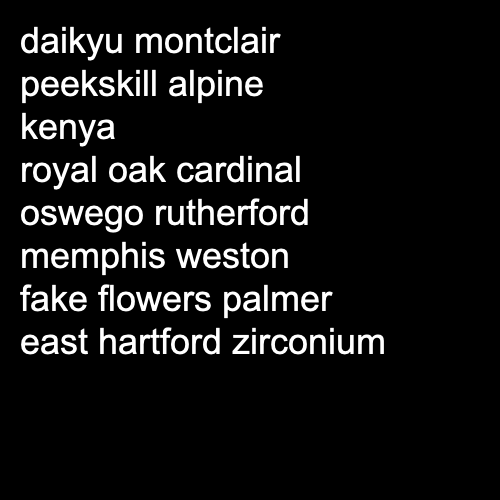 daikyu montclair
peekskill alpine
kenya
royal oak cardinal
oswego rutherford
memphis weston
fake flowers palmer
east hartford zirconium